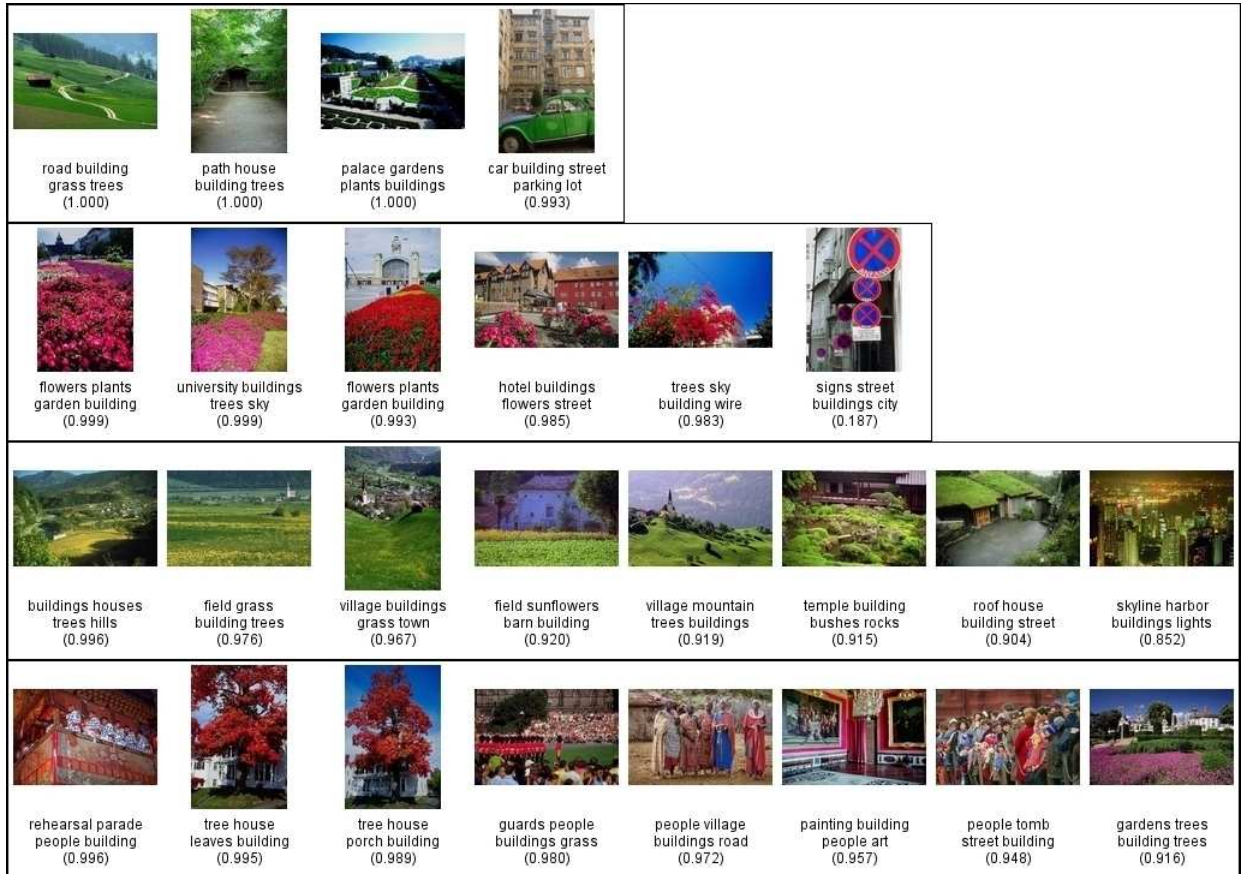 road building
grass trees
(1.000)
path house
building trees
(1.000)
palace gardens
plants buildings
(1.000)
car building street
parking lot
(0.993)
flowers plants
garden building
(0.999)
university buildings
trees sky
(0.999)
flowers plants
garden building
(0.993)
hotel buildings
flowers street
(0.985)
trees sky
building wire
(0.983)
ANFANG
signs street
buildings city
(0.187)
buildings houses
trees hills
(0.996)
field grass
building trees
(0.976)
village buildings
grass town
(0.967)
field sunflowers
barn building
(0.920)
village mountain
trees buildings
(0.919)
temple building
bushes rocks
(0.915)
roof house
building street
(0.904)
skyline harbor
buildings lights
(0.852)
rehearsal parade
people building
(0.996)
tree house
leaves building
(0.995)
tree house
porch building
(0.989)
guards people
buildings grass
(0.980)
people village
buildings road
(0.972)
painting building
people art
(0.957)
people tomb
street building
(0.948)
gardens trees
building trees
(0.916)